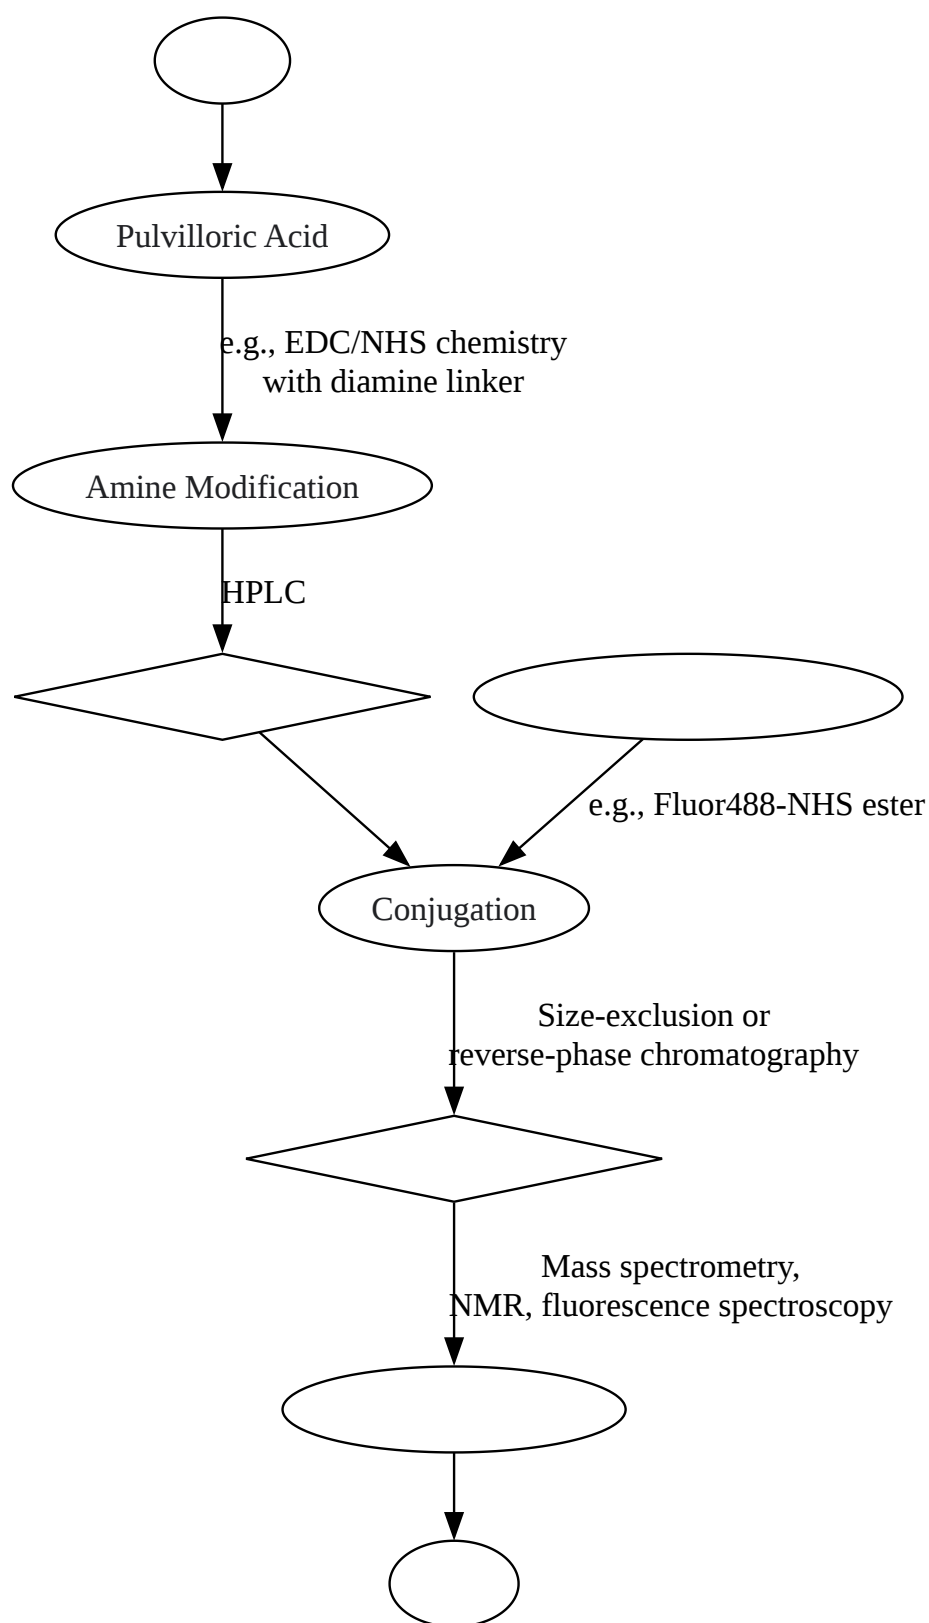 Pulvilloric Acid
e.g., EDC/NHS chemistry
with diamine linker
Amine Modification
HPLC
e.g., Fluor488-NHS ester
Conjugation
Size-exclusion or
reverse-phase chromatography
Mass spectrometry,
NMR, fluorescence spectroscopy